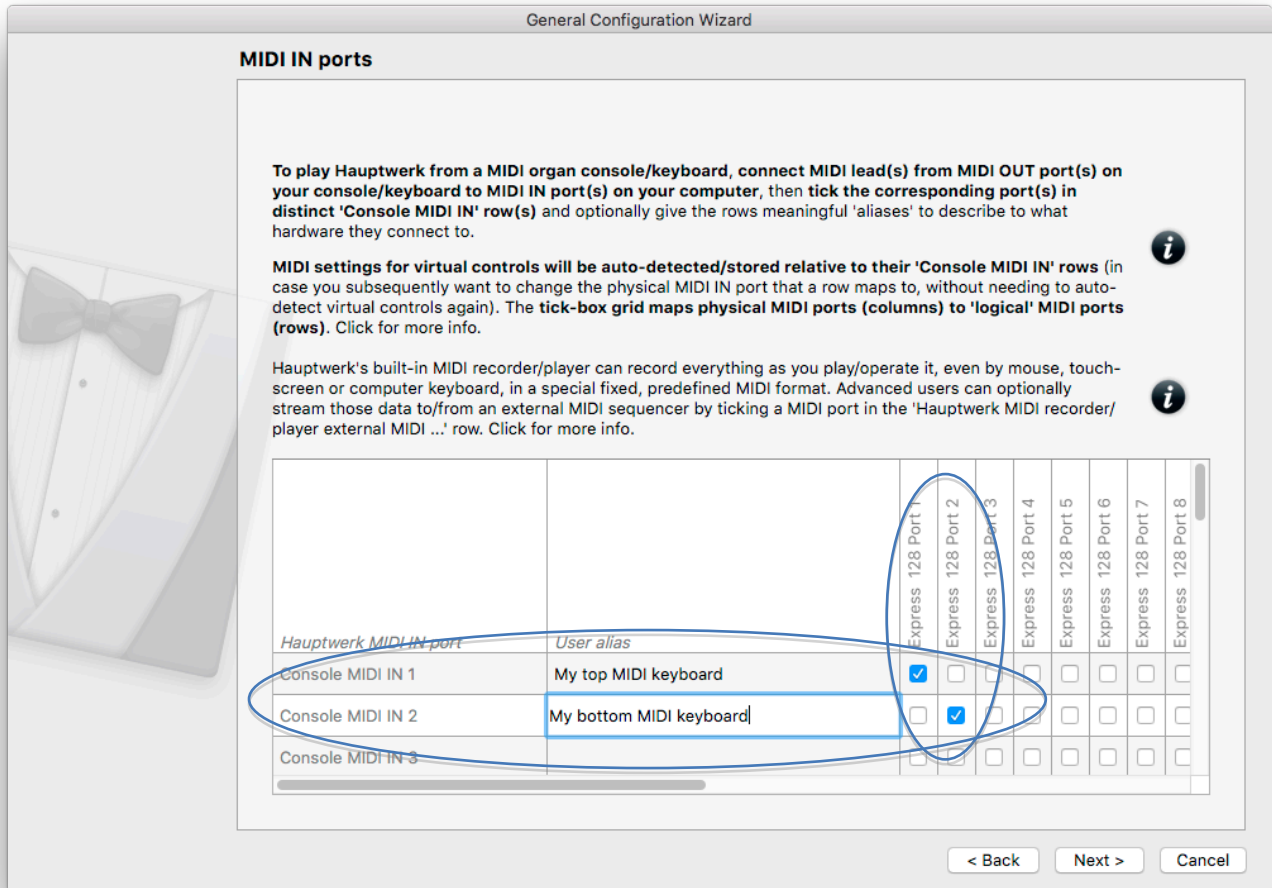 General Configuration Wizard
MIDI IN ports
To play Hauptwerk from a MIDI organ console/keyboard, connect MIDI lead(s) from MIDI OUT port(s) on
your console/keyboard to MIDI IN port(s) on your computer, then tick the corresponding port(s) in
distinct 'Console MIDI IN' row(s) and optionally give the rows meaningful 'aliases' to describe to what
hardware they connect to.
MIDI settings for virtual controls will be auto-detected/stored relative to their 'Console MIDI IN' rows (in
case you subsequently want to change the physical MIDI IN port that a row maps to, without needing to auto-
detect virtual controls again). The tick-box grid maps physical MIDI ports (columns) to 'logical' MIDI ports
(rows). Click for more info.
Hauptwerk's built-in MIDI recorder/player can record everything as you play/operate it, even by mouse, touch-
screen or computer keyboard, in a special fixed, predefined MIDI format. Advanced users can optionally
stream those data to/from an external MIDI sequencer by ticking a MIDI port in the 'Hauptwerk MIDI recorder/
player external MIDI ...' row. Click for more info.
Hauptwerk MIDI IN port
User alias
Express 128 Port 1
Express 128 Port 2
Express 128 Port 3
Express 128 Port 4
Express 128 Port 5
Express 128 Port 6
Express 128 Port 7
Express 128 Port 8
Console MIDI IN 1
My top MIDI keyboard
Console MIDI IN 2
My bottom MIDI keyboard
Console MIDI IN 3
< Back
Next >
Cancel